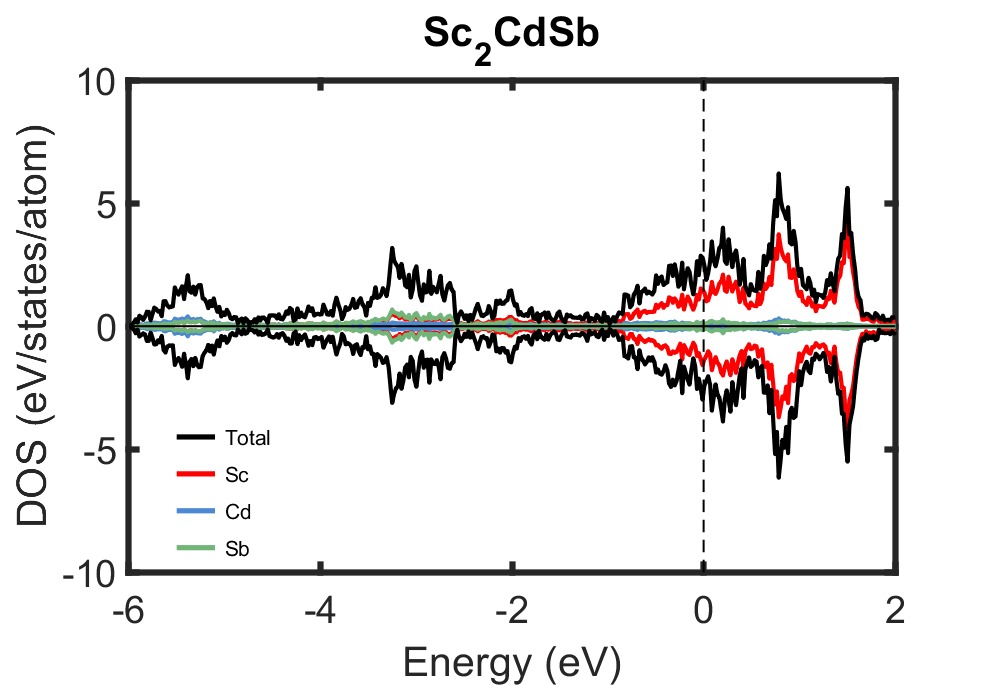 Sc₂CdSb
10
5
0
-5
-10
DOS (eV/states/atom)
Total
Sc
Cd
Sb
-6 -4 -2 0 2
Energy (eV)